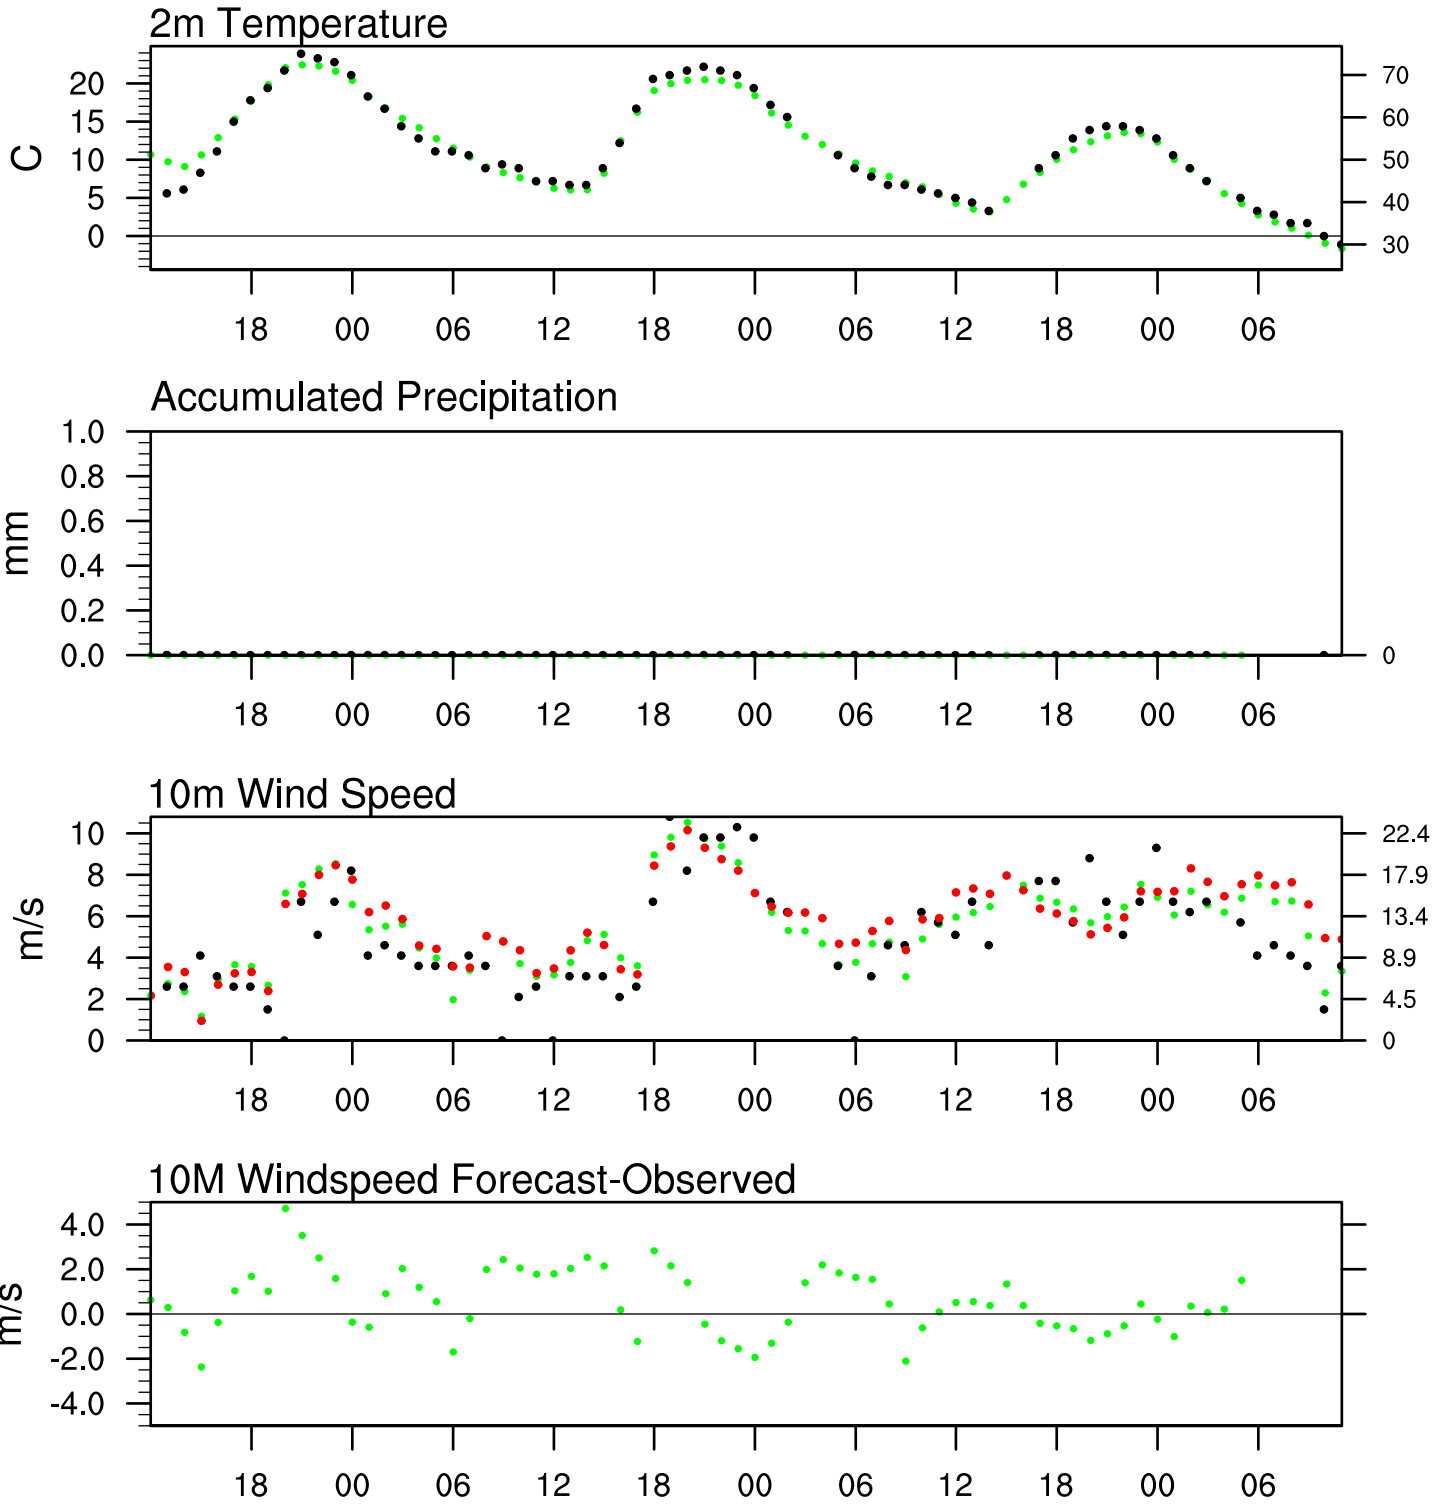 2m Temperature
20
15
10
5
0
C
70
60
50
40
30
18 00 06 12 18 00 06 12 18 00 06
Accumulated Precipitation
1.0
0.8
0.6
0.4
0.2
0.0
mm
0
18 00 06 12 18 00 06 12 18 00 06
10m Wind Speed
10
8
6
4
2
0
m/s
22.4
17.9
13.4
8.9
4.5
0
18 00 06 12 18 00 06 12 18 00 06
10M Windspeed Forecast-Observed
4.0
2.0
0.0
-2.0
-4.0
m/s
18 00 06 12 18 00 06 12 18 00 06